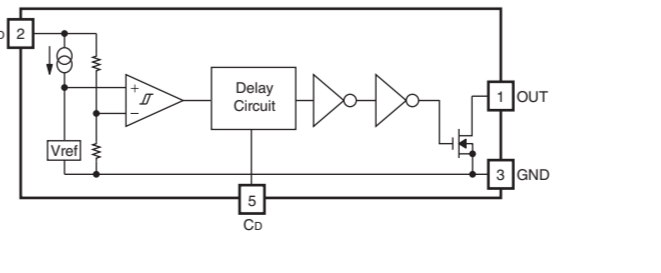 D 2
+
−
Delay
Circuit
1 OUT
Vref
3 GND
5
CD